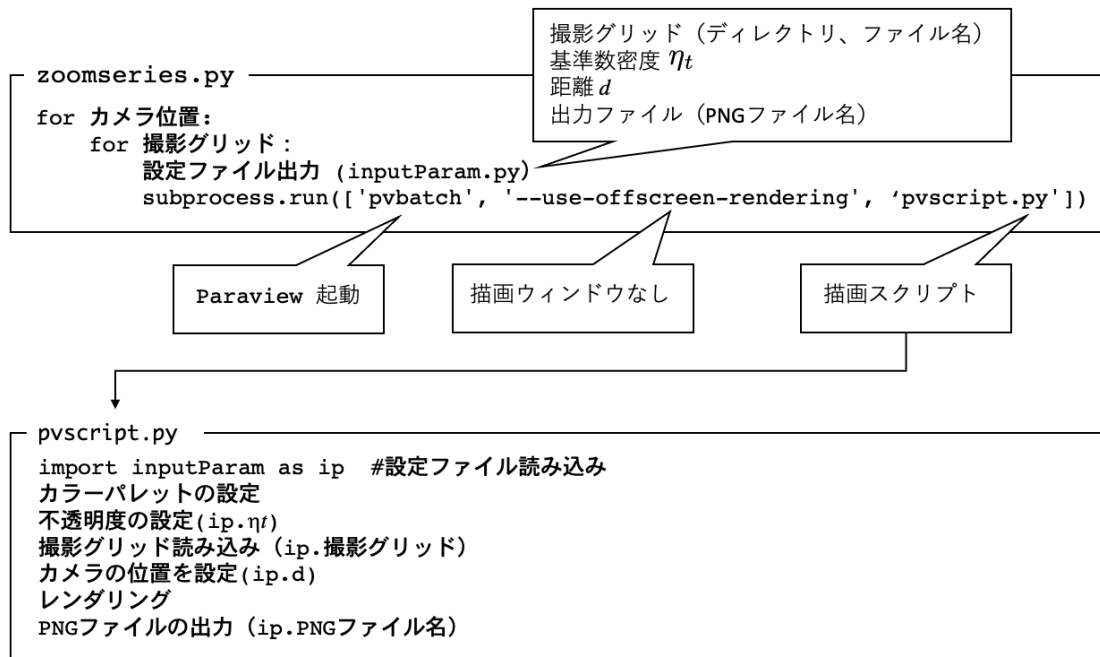 撮影グリッド（ディレクトリ、ファイル名）
基準数密度 ηt
距離 d
出力ファイル（PNGファイル名）
zoomseries.py
for カメラ位置:
for 撮影グリッド：
設定ファイル出力 (inputParam.py)
subprocess.run(['pvbatch', '--use-offscreen-rendering', ‘pvscript.py'])
Paraview 起動
描画ウィンドウなし
描画スクリプト
pvscript.py
import inputParam as ip #設定ファイル読み込み
カラーパレットの設定
不透明度の設定(ip.ηt)
撮影グリッド読み込み（ip.撮影グリッド）
カメラの位置を設定(ip.d)
レンダリング
PNGファイルの出力（ip.PNGファイル名）